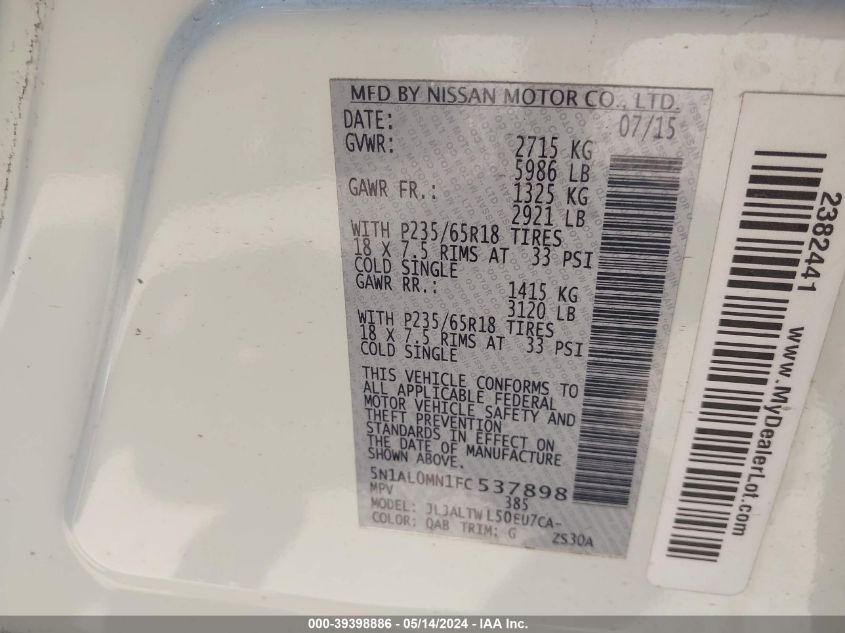 MFD BY NISSAN MOTOR CO., LTD.
DATE: 07/15
GVWR: 2715 KG
5986 LB
GAWR FR.: 1325 KG
2921 LB
WITH P235/65R18 TIRES
18 X 7.5 RIMS AT 33 PSI
COLD SINGLE
GAWR RR.: 1415 KG
3120 LB
WITH P235/65R18 TIRES
18 X 7.5 RIMS AT 33 PSI
COLD SINGLE
THIS VEHICLE CONFORMS TO
ALL APPLICABLE FEDERAL
MOTOR VEHICLE SAFETY AND
THEFT PREVENTION
STANDARDS IN EFFECT ON
THE DATE OF MANUFACTURE
SHOWN ABOVE.
5N1AL0MN1FC537898
MPV 385
MODEL: JLJALTWL50EU7CA-
COLOR: QAB TRIM: G ZS30A
2382441
www.MyDealerLot.com
000-39398886 - 05/14/2024 - IAA Inc.